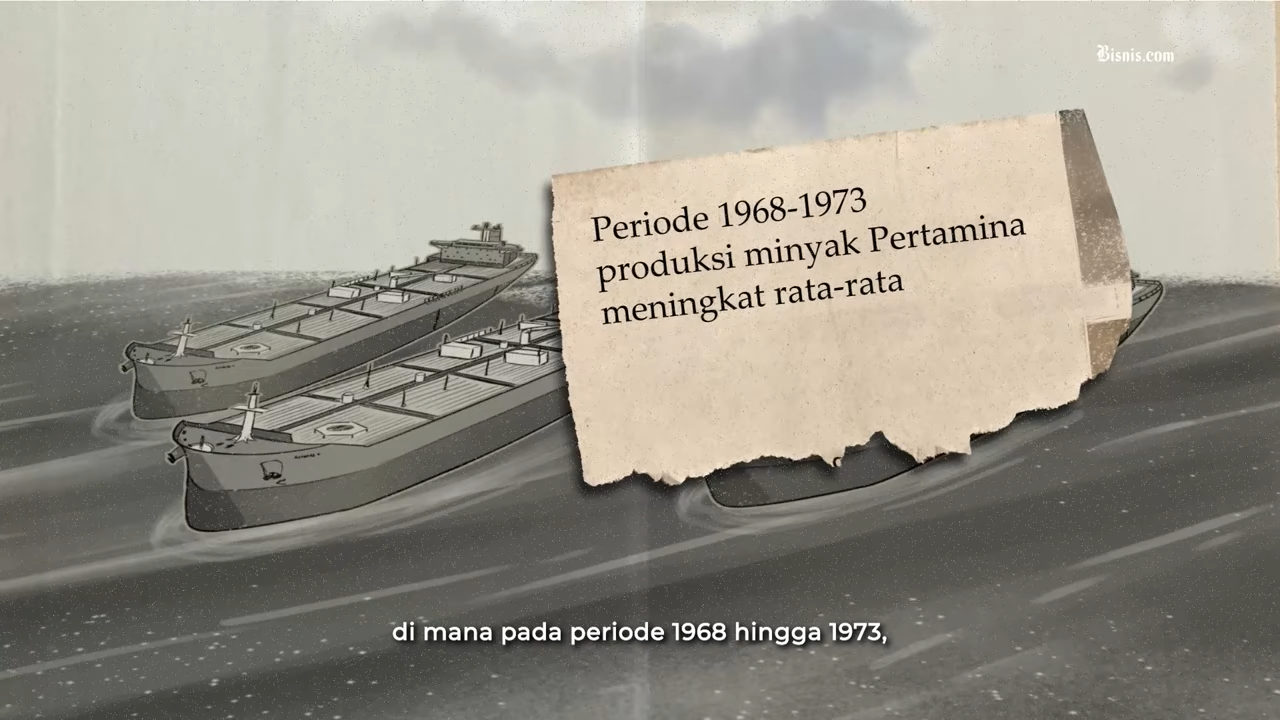 Bisnis.com
Periode 1968-1973
produksi minyak Pertamina
meningkat rata-rata
di mana pada periode 1968 hingga 1973,